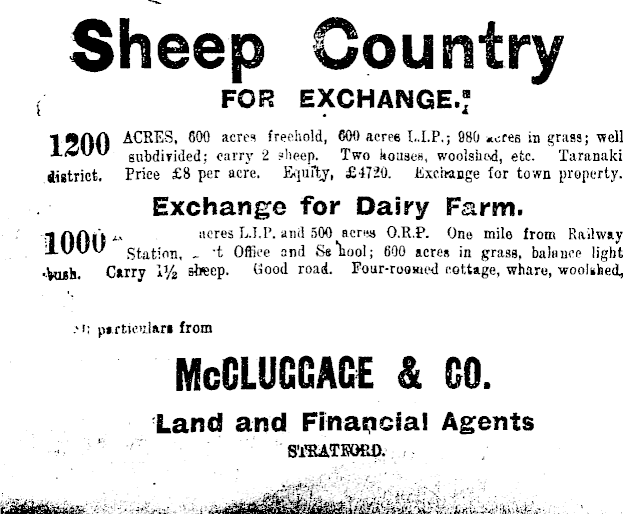 Sheep Country
FOR EXCHANGE.
1200 ACRES, 600 acres freehold, 600 acres L.I.P.; 980 acres in grass; well
subdivided; carry 2 sheep. Two houses, woolshed, etc. Taranaki
district. Price £8 per acre. Equity, £4720. Exchange for town property.
Exchange for Dairy Farm.
1000 acres L.I.P. and 500 acres O.R.P. One mile from Railway
Station, Office and School; 600 acres in grass, balance light
bush. Carry 1½ sheep. Good road. Four-roomed cottage, whare, woolshed,
particulars from
McCLUGGAGE & CO.
Land and Financial Agents
STRATFORD.